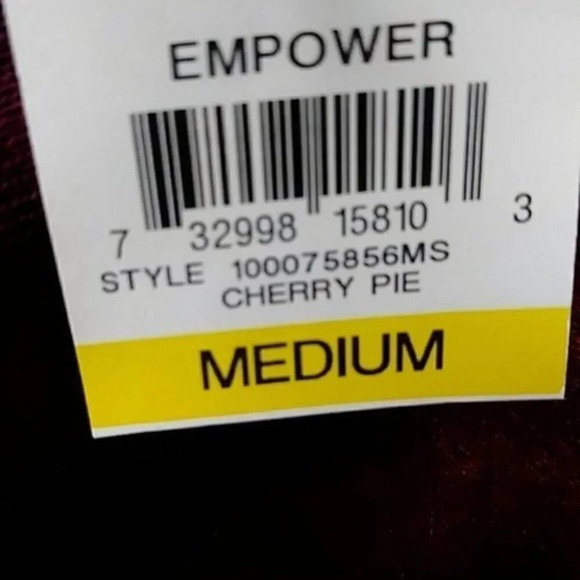 EMPOWER
7 32998 15810 3
STYLE 100075856MS
CHERRY PIE
MEDIUM